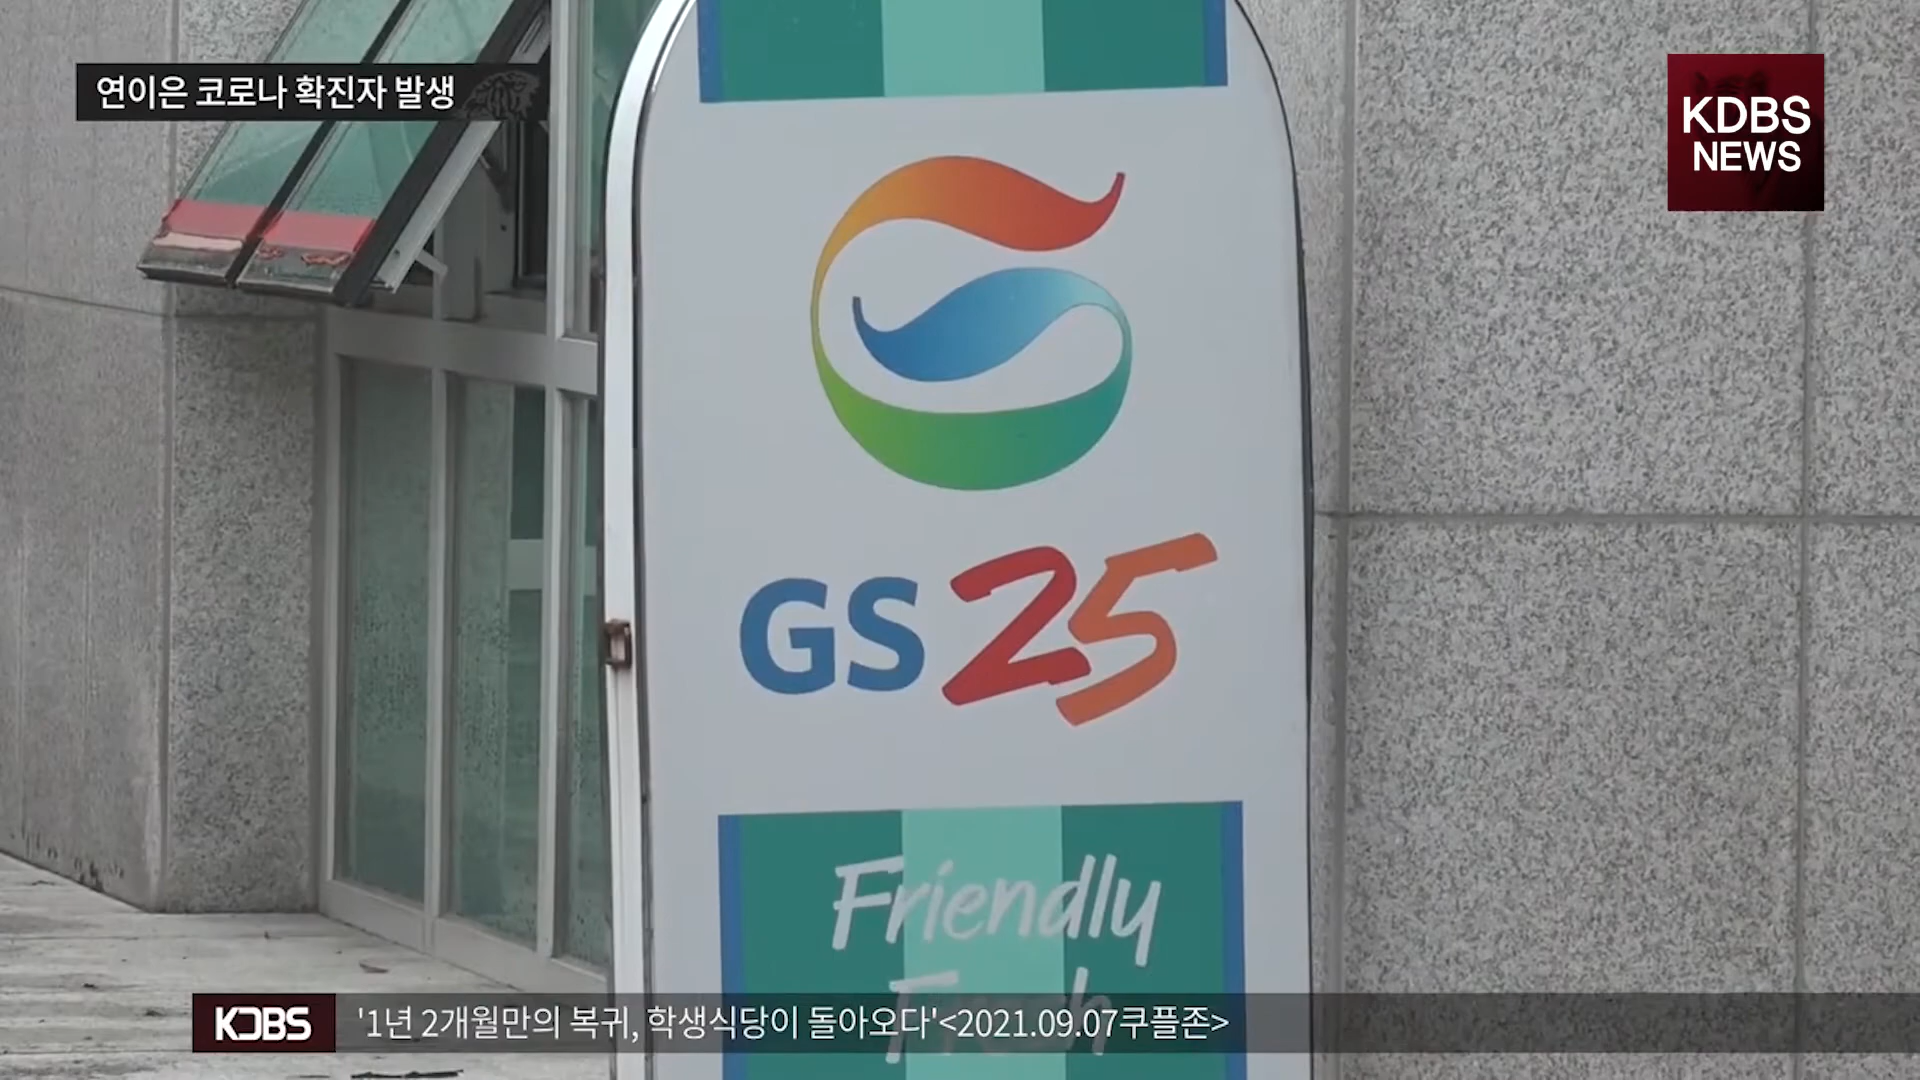 연이은 코로나 확진자 발생
KDBS
NEWS
GS25
Friendly
Fresh
KDBS '1년 2개월만의 복귀, 학생식당이 돌아오다'<2021.09.07쿠플존>